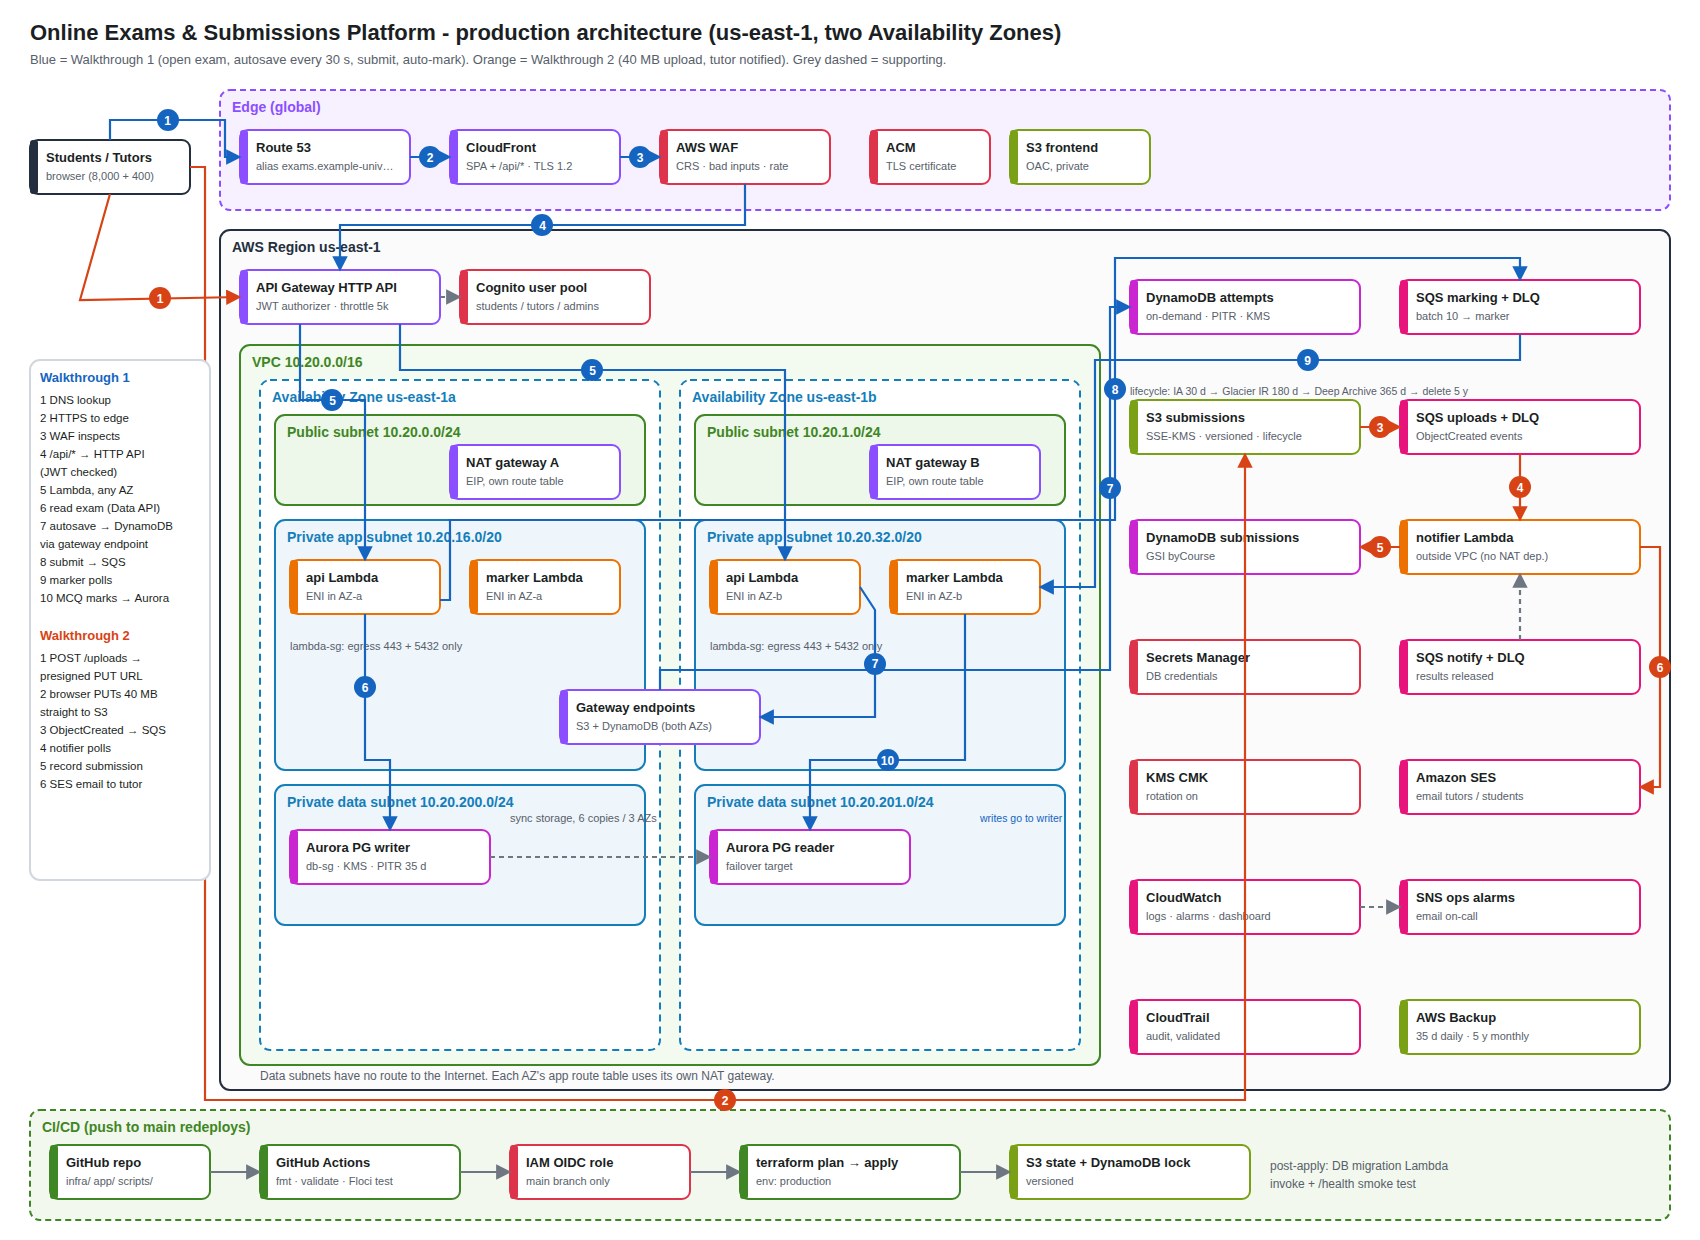 Online Exams & Submissions Platform - production architecture (us-east-1, two Availability Zones)
Blue = Walkthrough 1 (open exam, autosave every 30 s, submit, auto-mark). Orange = Walkthrough 2 (40 MB upload, tutor notified). Grey dashed = supporting.
Edge (global)
1
Students / Tutors
browser (8,000 + 400)
Route 53
alias exams.example-univ…
2
CloudFront
SPA + /api/* · TLS 1.2
3
AWS WAF
CRS · bad inputs · rate
ACM
TLS certificate
S3 frontend
OAC, private
4
AWS Region us-east-1
1
API Gateway HTTP API
JWT authorizer · throttle 5k
Cognito user pool
students / tutors / admins
DynamoDB attempts
on-demand · PITR · KMS
SQS marking + DLQ
batch 10 → marker
9
Walkthrough 1
1 DNS lookup
2 HTTPS to edge
3 WAF inspects
4 /api/* → HTTP API
(JWT checked)
5 Lambda, any AZ
6 read exam (Data API)
7 autosave → DynamoDB
via gateway endpoint
8 submit → SQS
9 marker polls
10 MCQ marks → Aurora
Walkthrough 2
1 POST /uploads →
presigned PUT URL
2 browser PUTs 40 MB
straight to S3
3 ObjectCreated → SQS
4 notifier polls
5 record submission
6 SES email to tutor
VPC 10.20.0.0/16
5
5
Availability Zone us-east-1a
Availability Zone us-east-1b
8
lifecycle: IA 30 d → Glacier IR 180 d → Deep Archive 365 d → delete 5 y
Public subnet 10.20.0.0/24
NAT gateway A
EIP, own route table
Public subnet 10.20.1.0/24
NAT gateway B
EIP, own route table
7
S3 submissions
SSE-KMS · versioned · lifecycle
3
SQS uploads + DLQ
ObjectCreated events
4
Private app subnet 10.20.16.0/20
api Lambda
ENI in AZ-a
marker Lambda
ENI in AZ-a
lambda-sg: egress 443 + 5432 only
6
Private app subnet 10.20.32.0/20
api Lambda
ENI in AZ-b
marker Lambda
ENI in AZ-b
lambda-sg: egress 443 + 5432 only
7
Gateway endpoints
S3 + DynamoDB (both AZs)
10
DynamoDB submissions
GSI byCourse
5
notifier Lambda
outside VPC (no NAT dep.)
Secrets Manager
DB credentials
SQS notify + DLQ
results released
6
KMS CMK
rotation on
Amazon SES
email tutors / students
Private data subnet 10.20.200.0/24
sync storage, 6 copies / 3 AZs
Aurora PG writer
db-sg · KMS · PITR 35 d
Private data subnet 10.20.201.0/24
writes go to writer
Aurora PG reader
failover target
CloudWatch
logs · alarms · dashboard
SNS ops alarms
email on-call
CloudTrail
audit, validated
AWS Backup
35 d daily · 5 y monthly
Data subnets have no route to the Internet. Each AZ's app route table uses its own NAT gateway.
2
CI/CD (push to main redeploys)
GitHub repo
infra/ app/ scripts/
GitHub Actions
fmt · validate · Floci test
IAM OIDC role
main branch only
terraform plan → apply
env: production
S3 state + DynamoDB lock
versioned
post-apply: DB migration Lambda
invoke + /health smoke test